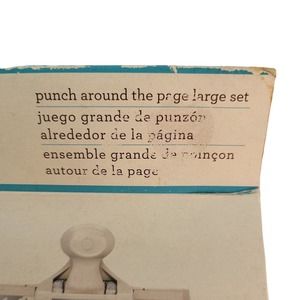 punch around the page large set
juego grande de punzón
alrededor de la página
ensemble grande de poinçon
autour de la page